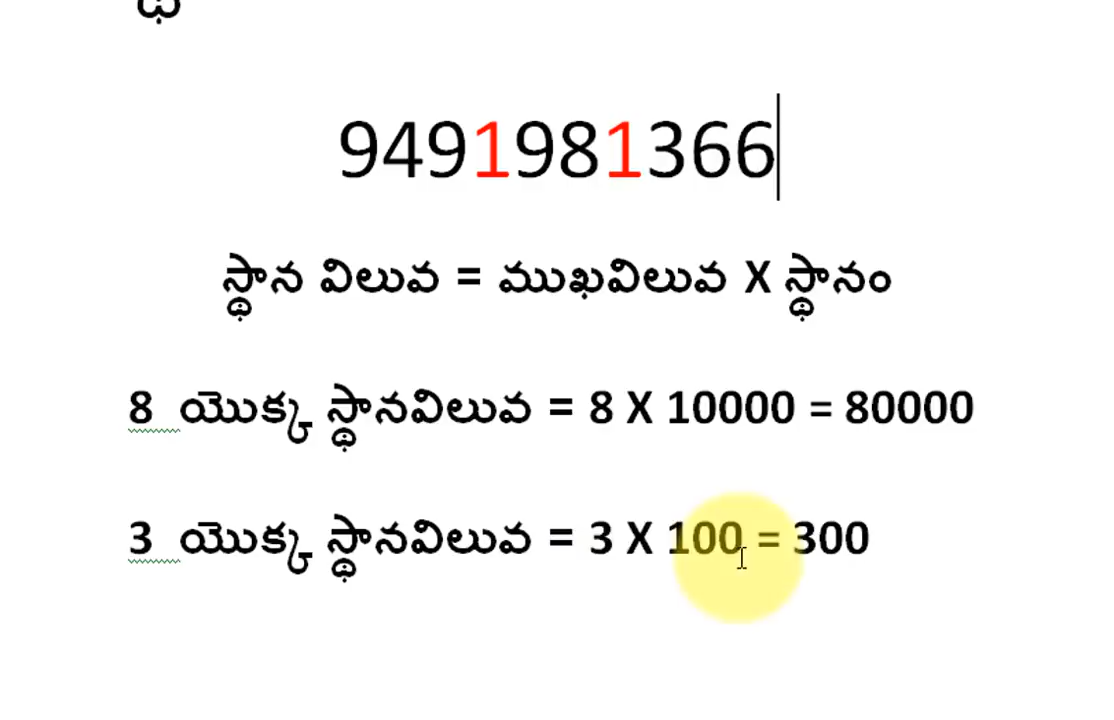 9491981366
స్థాన విలువ = ముఖవిలువ X స్థానం
8 యొక్క స్థానవిలువ = 8 X 10000 = 80000
3 యొక్క స్థానవిలువ = 3 X 100 = 300